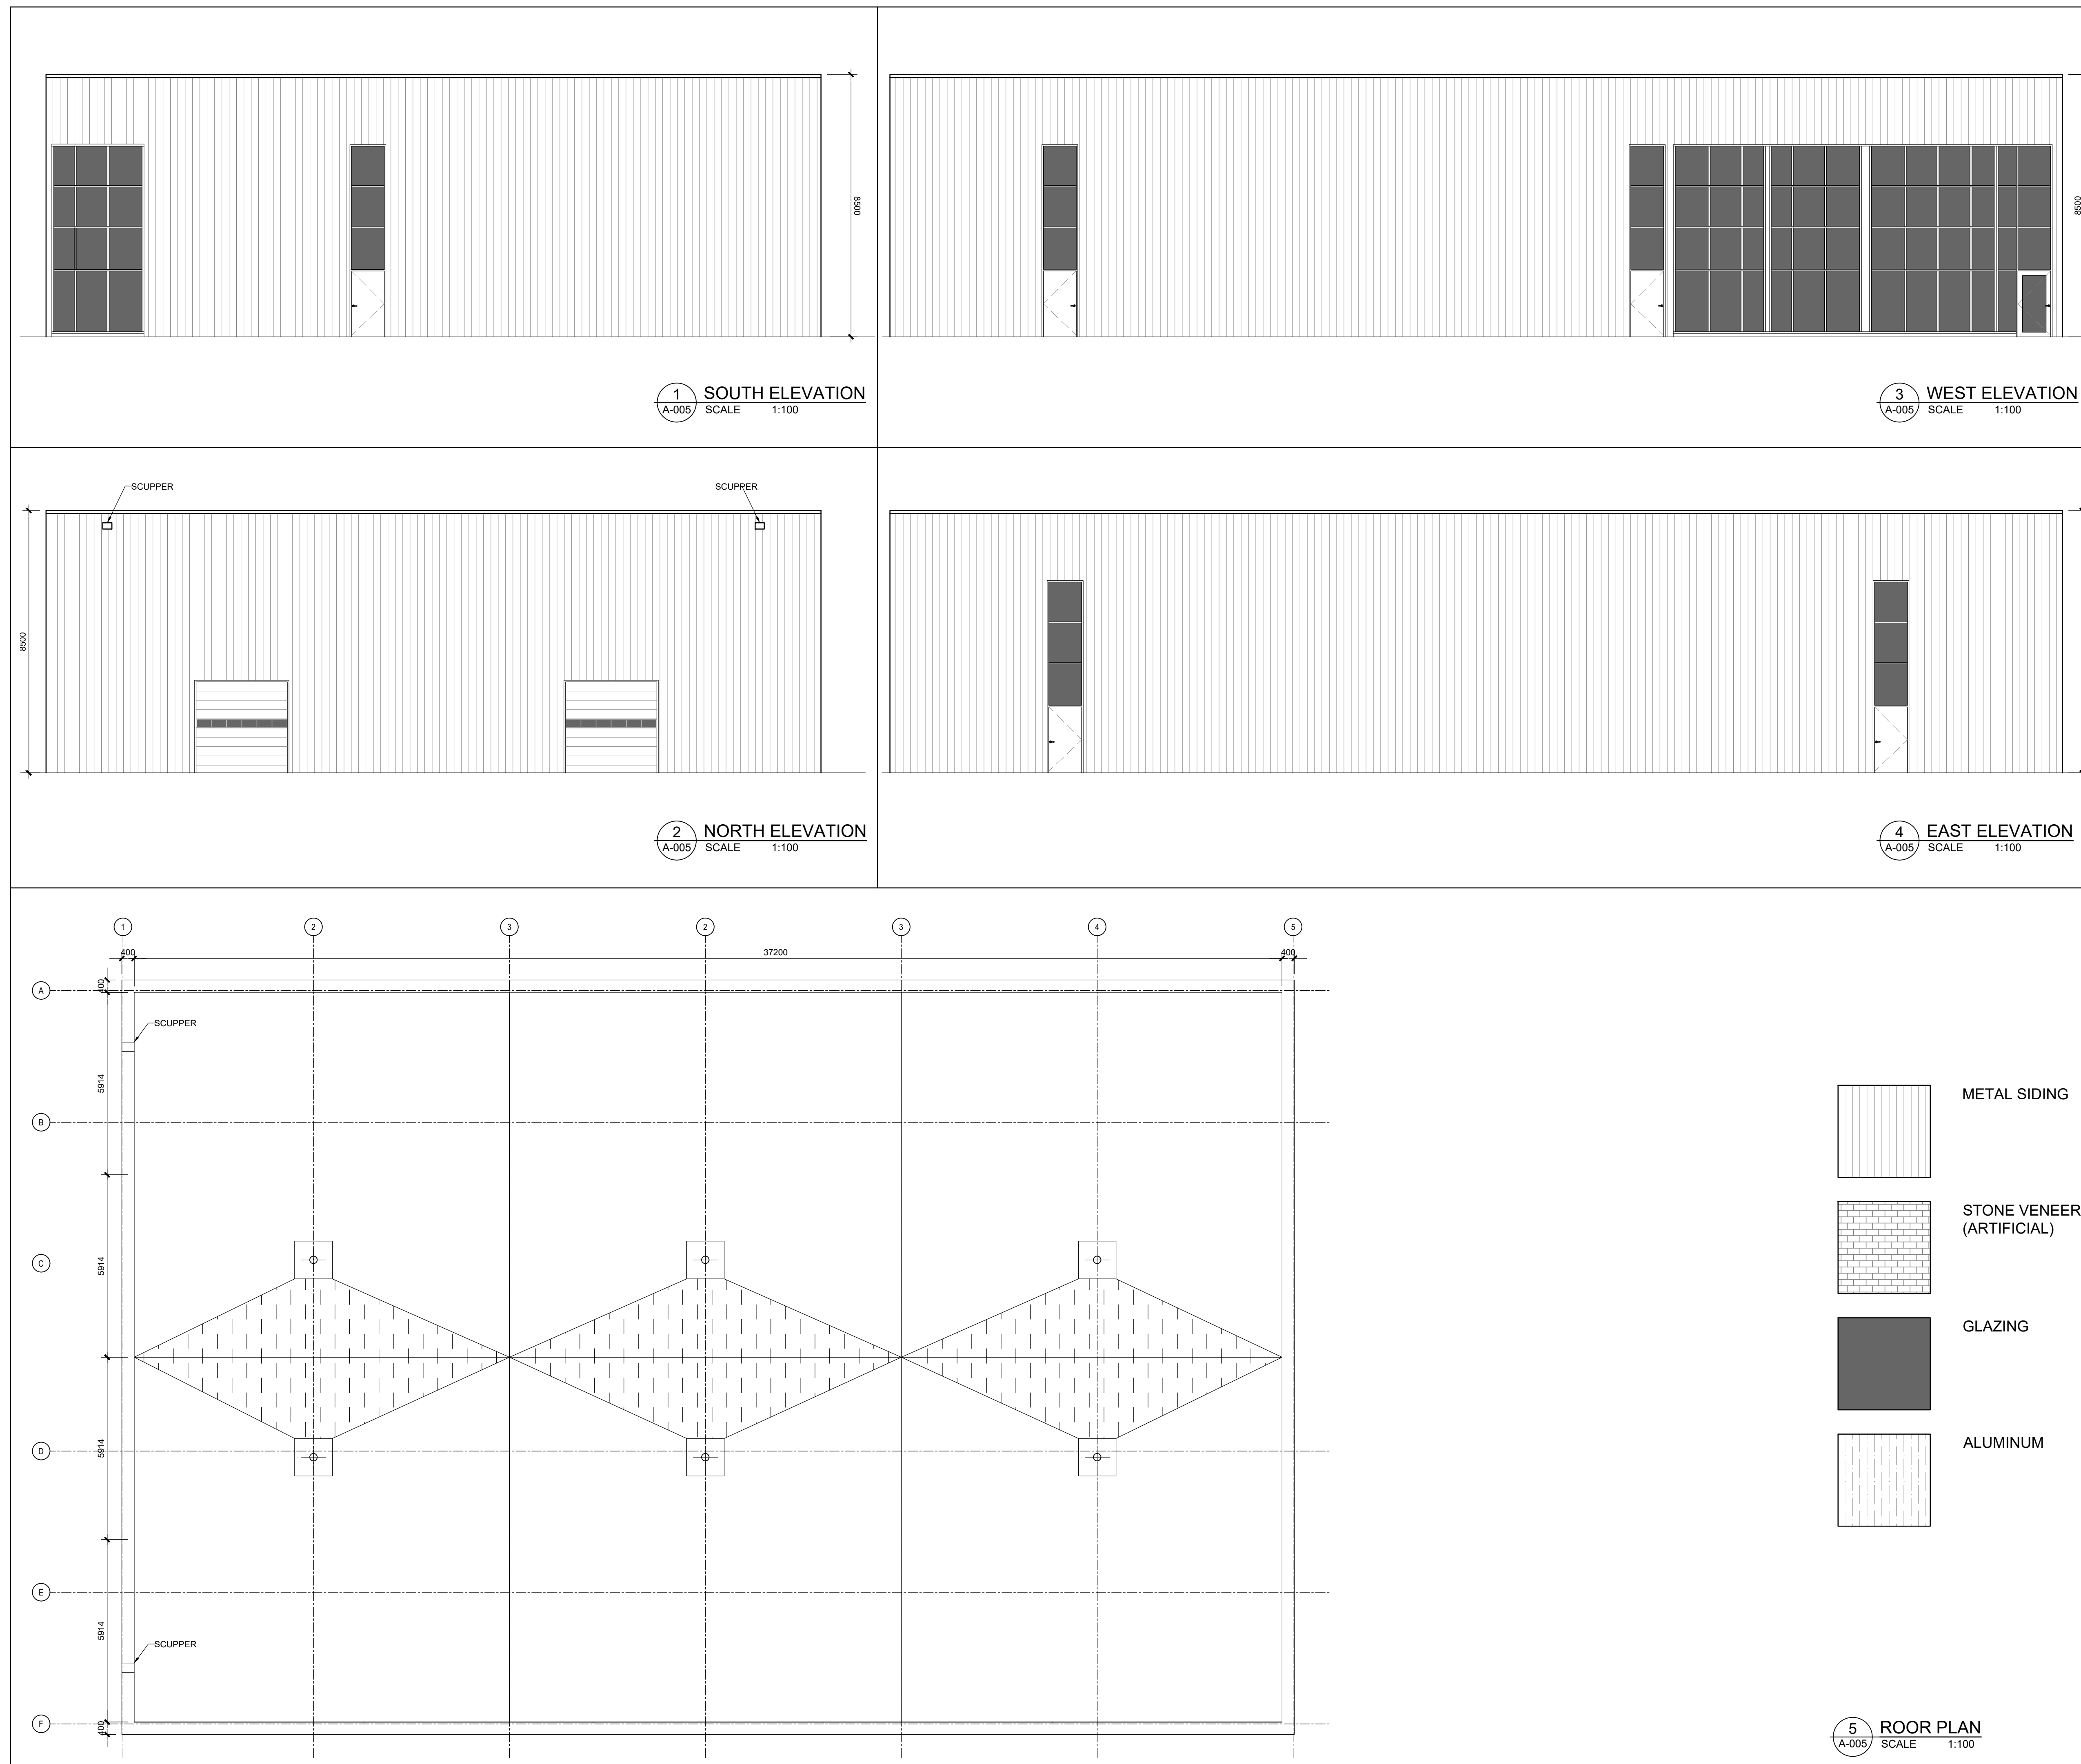 8500
1
A-005
SOUTH ELEVATION
SCALE 1:100
8500
3
A-005
WEST ELEVATION
SCALE 1:100
SCUPPER
SCUPPER
8500
2
A-005
NORTH ELEVATION
SCALE 1:100
4
A-005
EAST ELEVATION
SCALE 1:100
1
2
3
2
3
4
5
400
37200
400
A
400
SCUPPER
5914
B
5914
C
5914
D
E
5914
SCUPPER
F
400
METAL SIDING
STONE VENEER
(ARTIFICIAL)
GLAZING
ALUMINUM
5
A-005
ROOR PLAN
SCALE 1:100